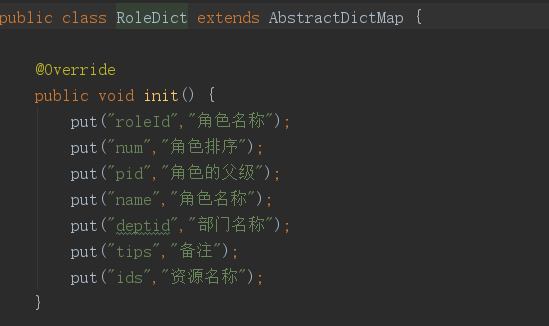 public class RoleDict extends AbstractDictMap {
@Override
public void init() {
put("roleId","角色名称");
put("num","角色排序");
put("pid","角色的父级");
put("name","角色名称");
put("deptid","部门名称");
put("tips","备注");
put("ids","资源名称");
}